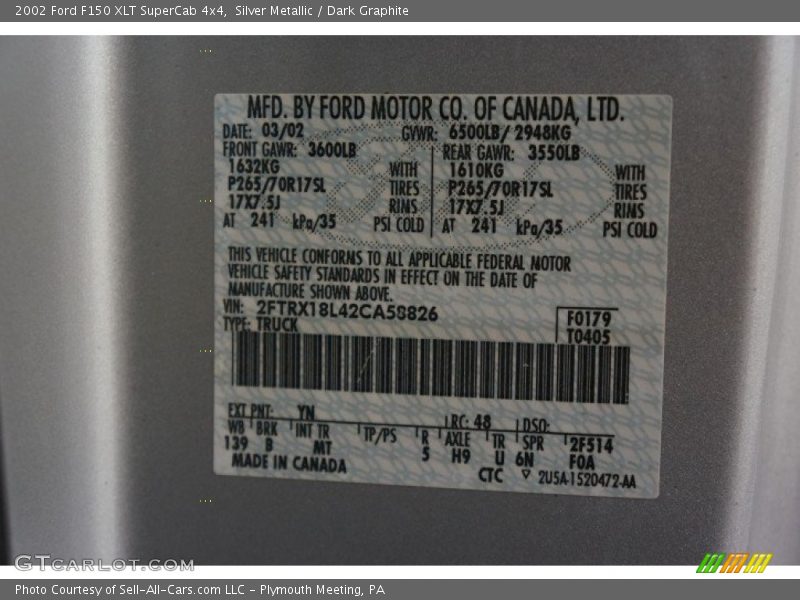 2002 Ford F150 XLT SuperCab 4x4,  Silver Metallic / Dark Graphite
MFD. BY FORD MOTOR CO. OF CANADA, LTD.
DATE: 03/02 GVWR: 6500LB/ 2948KG
FRONT GAWR: 3600LB REAR GAWR: 3550LB
1632KG WITH 1610KG WITH
P265/70R17SL TIRES P265/70R17SL TIRES
17X7.5J RIMS 17X7.5J RIMS
AT 241 kPa/35 PSI COLD AT 241 kPa/35 PSI COLD
THIS VEHICLE CONFORMS TO ALL APPLICABLE FEDERAL MOTOR
VEHICLE SAFETY STANDARDS IN EFFECT ON THE DATE OF
MANUFACTURE SHOWN ABOVE.
VIN: 2FTRX18L42CA58826
F0179
TYPE: TRUCK
T0405
EXT PNT: YN RC: 48 DSO:
WB BRK INT TR TP/PS R AXLE TR SPR 2F514
139 B MT 5 H9 U 6N F0A
MADE IN CANADA CTC ▽ 2U5A-1520472-AA
GTCarLot.com
Photo Courtesy of Sell-All-Cars.com LLC - Plymouth Meeting, PA